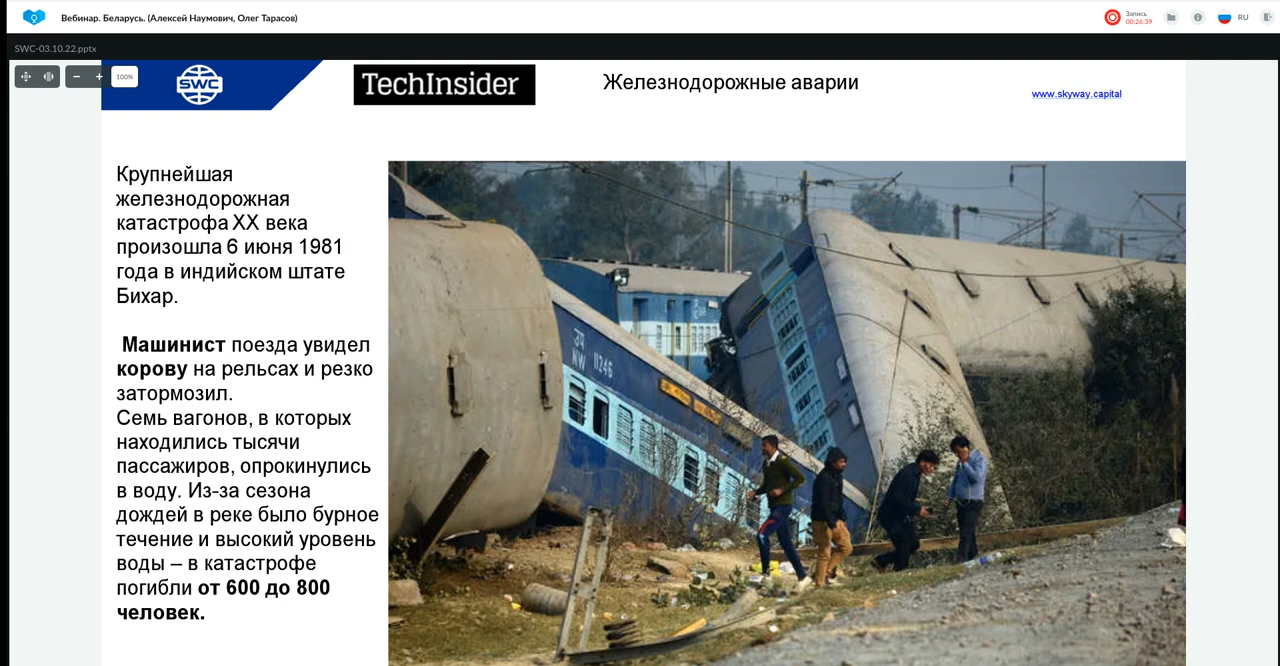 Вебинар. Беларусь. (Алексей Наумович, Олег Тарасов)
Запись
00:26:39
RU
SWC-03.10.22.pptx
100%
SWC
TechInsider
Железнодорожные аварии
www.skyway.capital
Крупнейшая
железнодорожная
катастрофа XX века
произошла 6 июня 1981
года в индийском штате
Бихар.
Машинист поезда увидел
корову на рельсах и резко
затормозил.
Семь вагонов, в которых
находились тысячи
пассажиров, опрокинулись
в воду. Из-за сезона
дождей в реке было бурное
течение и высокий уровень
воды – в катастрофе
погибли от 600 до 800
человек.
उप
NW 11246